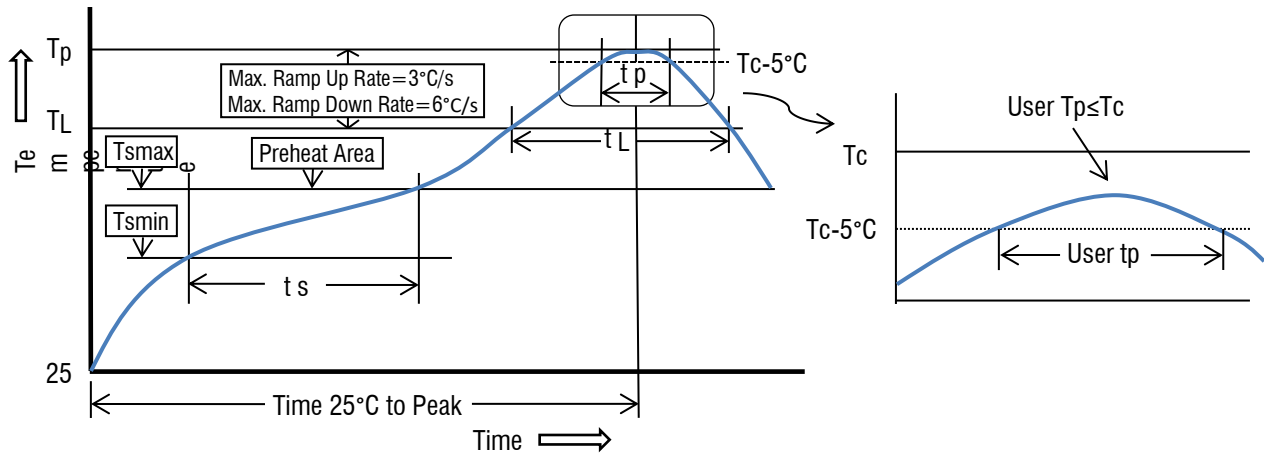 Tp
Max. Ramp Up Rate=3°C/s
Max. Ramp Down Rate=6°C/s
t p
Tc-5°C
TL
t L
Tsmax
Preheat Area
Tsmin
t s
25
Time 25°C to Peak
Time
User Tp≤Tc
Tc
Tc-5°C
User tp